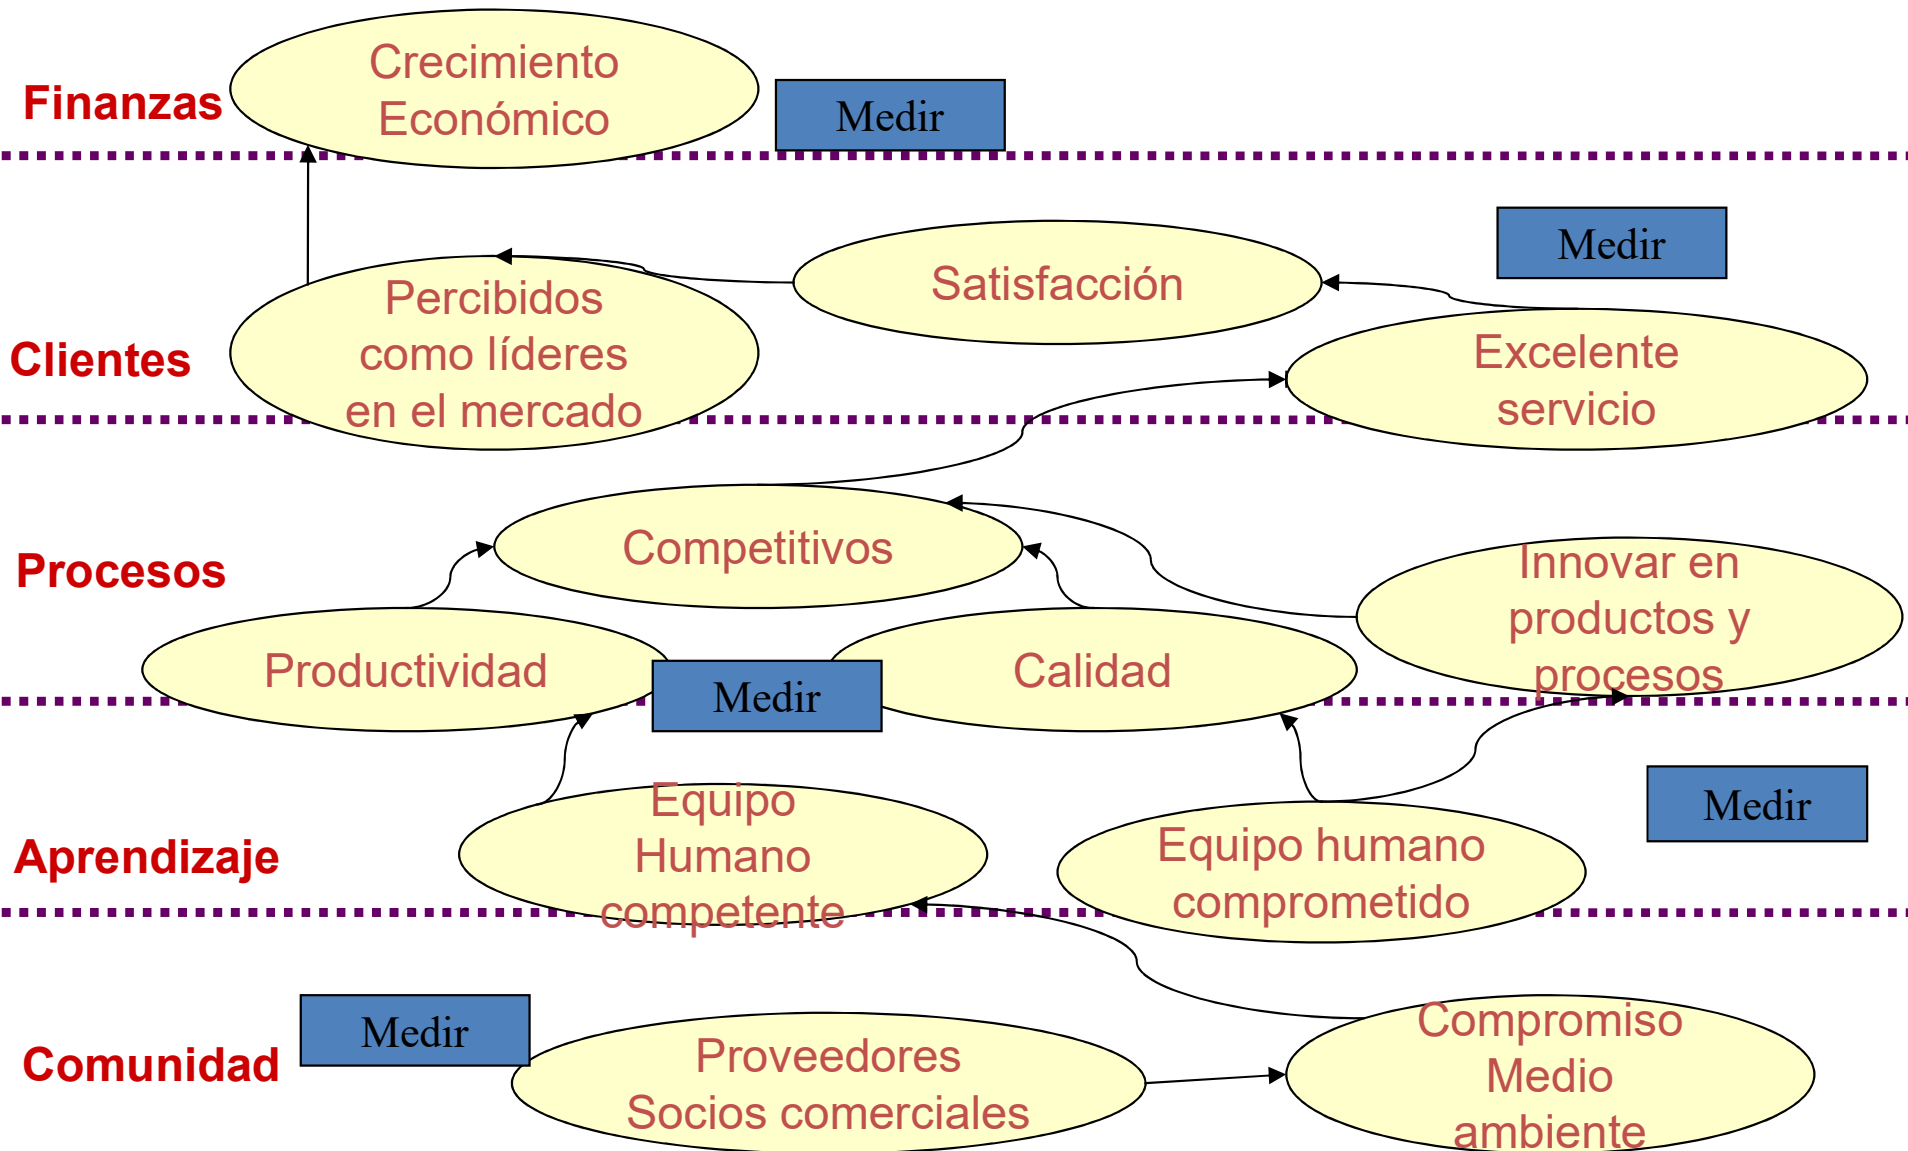 Crecimiento
Económico
Finanzas
Medir
Medir
Satisfacción
Percibidos
como líderes
en el mercado
Clientes
Excelente
servicio
Competitivos
Procesos
Innovar en
productos y
procesos
Productividad
Medir
Calidad
Medir
Equipo
Humano
competente
Aprendizaje
Equipo humano
comprometido
Medir
Comunidad
Proveedores
Socios comerciales
Compromiso
Medio
ambiente